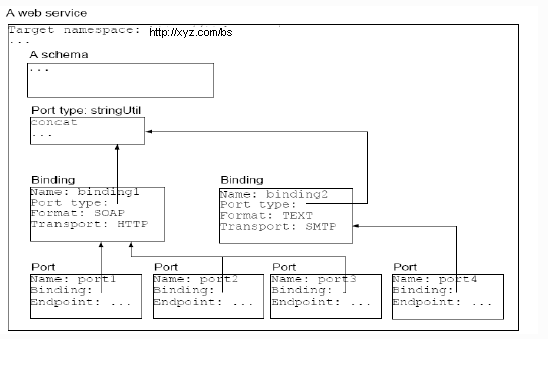 A web service
Target namespace: http://xyz.com/bs
...
A schema
...
Port type: stringUtil
concat
...
Binding
Name: binding1
Port type:
Format: SOAP
Transport: HTTP
Binding
Name: binding2
Port type:
Format: TEXT
Transport: SMTP
Port
Name: port1
Binding:
Endpoint: ...
Port
Name: port2
Binding:
Endpoint: ...
Port
Name: port3
Binding:
Endpoint: ...
Port
Name: port4
Binding:
Endpoint: ...